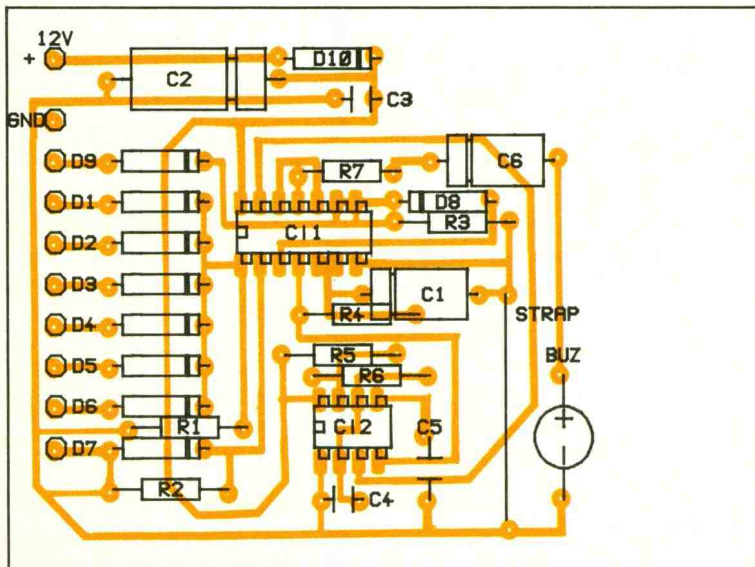 12V
+
D10
C2
C3
GND
D9
R7
C6
D1
D8
R3
D2
CI1
D3
C1
R4
STRAP
D4
R5
BUZ
D5
R6
D6
R1
CI2
C5
+
D7
R2
C4